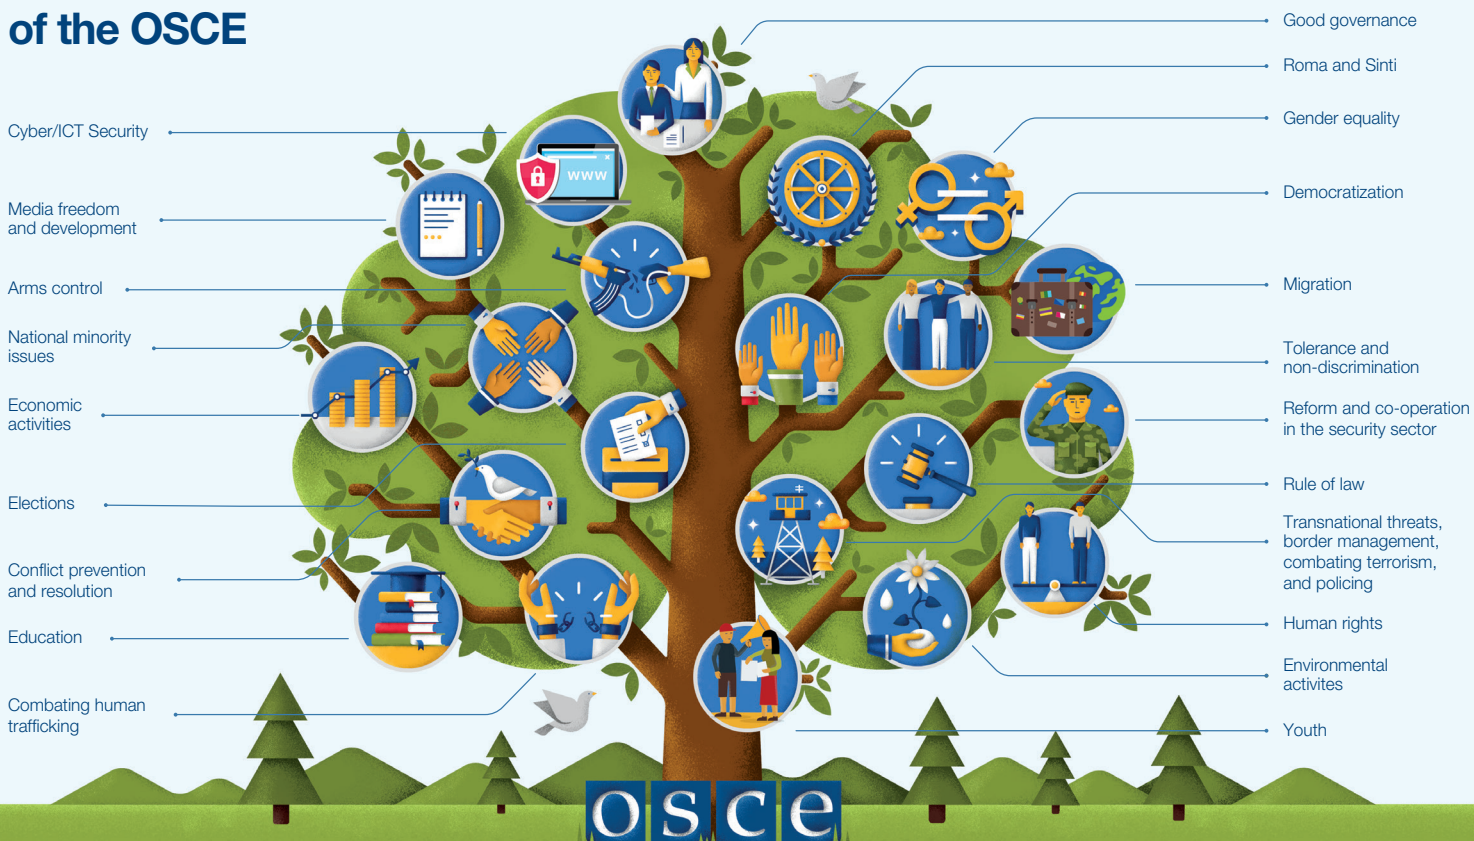 of the OSCE
Cyber/ICT Security
Media freedom
and development
Arms control
National minority
issues
Economic
activities
Elections
Conflict prevention
and resolution
Education
Combating human
trafficking
www
Good governance
Roma and Sinti
Gender equality
Democratization
Migration
Tolerance and
non-discrimination
Reform and co-operation
in the security sector
Rule of law
Transnational threats,
border management,
combating terrorism,
and policing
Human rights
Environmental
activites
Youth
osce